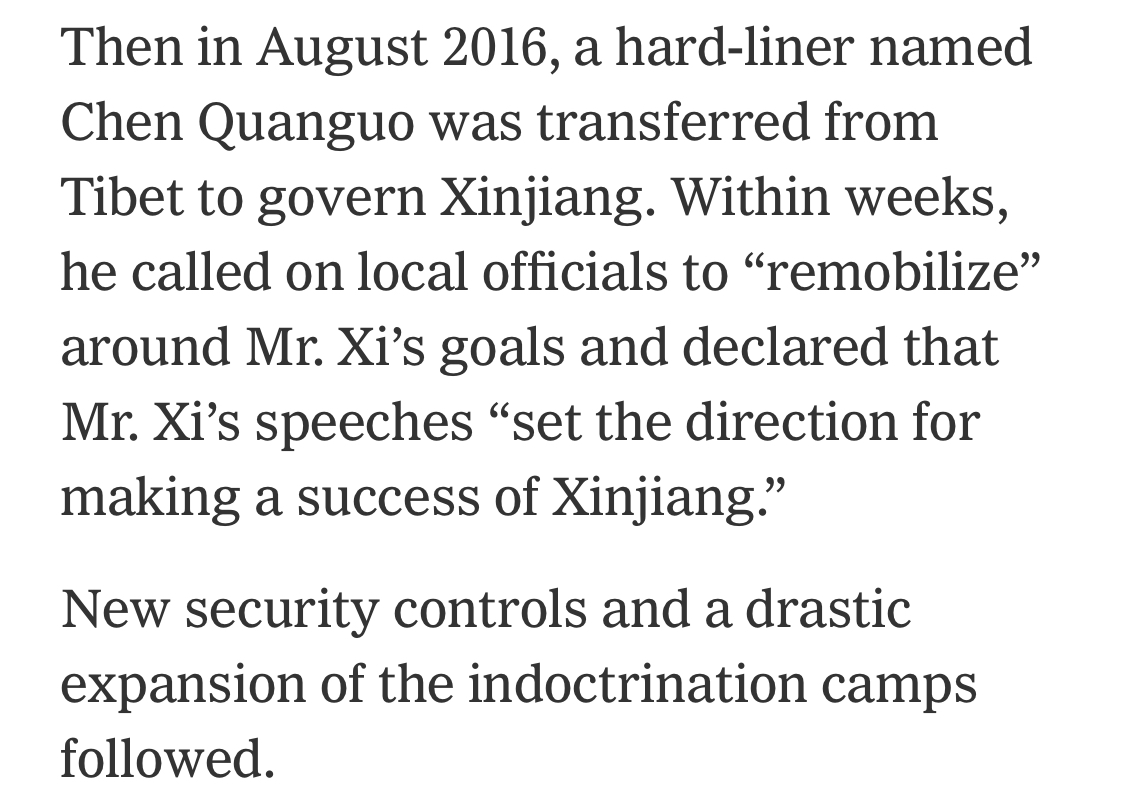 Then in August 2016, a hard-liner named
Chen Quanguo was transferred from
Tibet to govern Xinjiang. Within weeks,
he called on local officials to “remobilize”
around Mr. Xi’s goals and declared that
Mr. Xi’s speeches “set the direction for
making a success of Xinjiang.”
New security controls and a drastic
expansion of the indoctrination camps
followed.